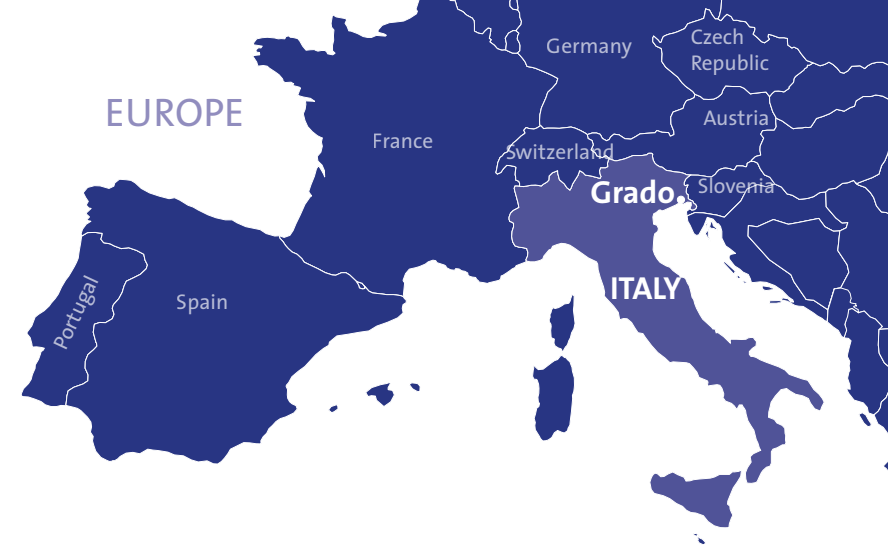 Germany
Czech
Republic
EUROPE
Austria
France
Switzerland
Slovenia
Grado
ITALY
Spain
Portugal